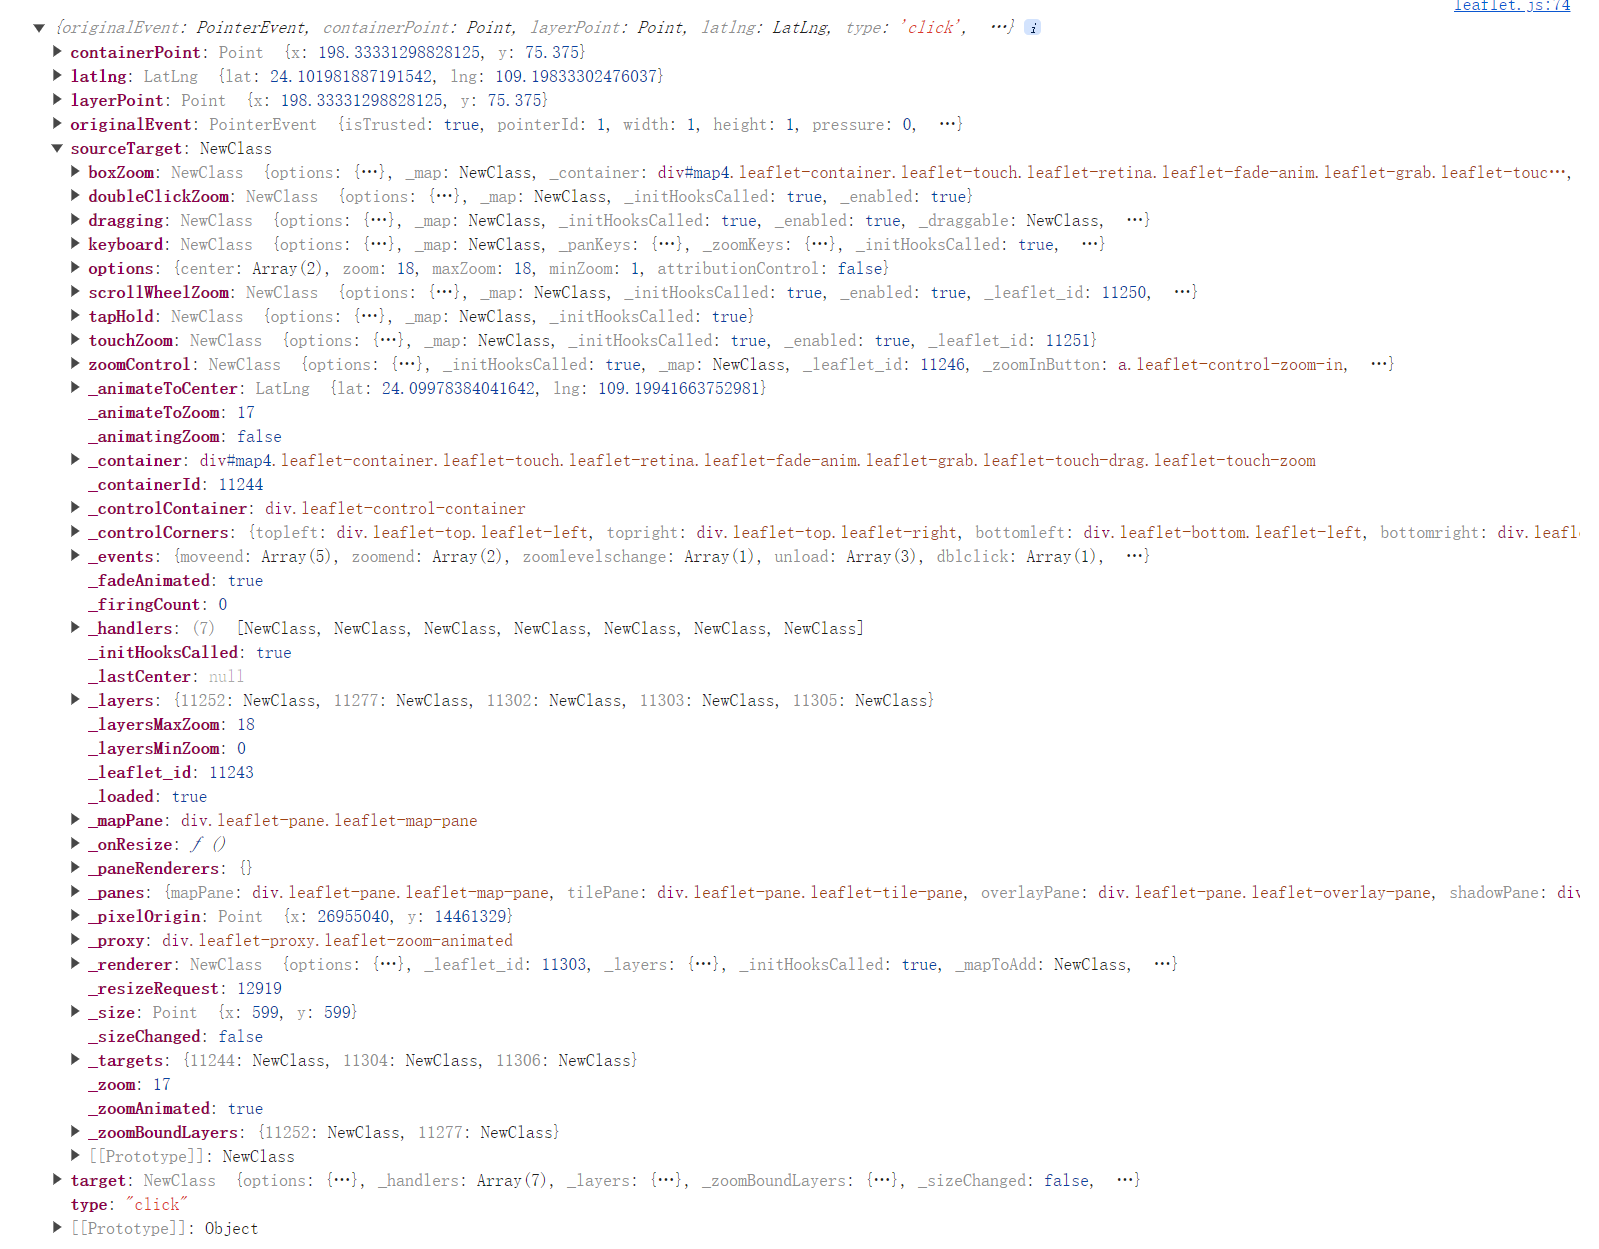 leaflet.js:74
▼ {originalEvent: PointerEvent, containerPoint: Point, layerPoint: Point, latlng: LatLng, type: 'click', …} i
▶ containerPoint: Point {x: 198.33331298828125, y: 75.375}
▶ latlng: LatLng {lat: 24.101981887191542, lng: 109.19833302476037}
▶ layerPoint: Point {x: 198.33331298828125, y: 75.375}
▶ originalEvent: PointerEvent {isTrusted: true, pointerId: 1, width: 1, height: 1, pressure: 0, …}
▼ sourceTarget: NewClass
▶ boxZoom: NewClass {options: {…}, _map: NewClass, _container: div#map4.leaflet-container.leaflet-touch.leaflet-retina.leaflet-fade-anim.leaflet-grab.leaflet-touc…,
▶ doubleClickZoom: NewClass {options: {…}, _map: NewClass, _initHooksCalled: true, _enabled: true}
▶ dragging: NewClass {options: {…}, _map: NewClass, _initHooksCalled: true, _enabled: true, _draggable: NewClass, …}
▶ keyboard: NewClass {options: {…}, _map: NewClass, _panKeys: {…}, _zoomKeys: {…}, _initHooksCalled: true, …}
▶ options: {center: Array(2), zoom: 18, maxZoom: 18, minZoom: 1, attributionControl: false}
▶ scrollWheelZoom: NewClass {options: {…}, _map: NewClass, _initHooksCalled: true, _enabled: true, _leaflet_id: 11250, …}
▶ tapHold: NewClass {options: {…}, _map: NewClass, _initHooksCalled: true}
▶ touchZoom: NewClass {options: {…}, _map: NewClass, _initHooksCalled: true, _enabled: true, _leaflet_id: 11251}
▶ zoomControl: NewClass {options: {…}, _initHooksCalled: true, _map: NewClass, _leaflet_id: 11246, _zoomInButton: a.leaflet-control-zoom-in, …}
▶ _animateToCenter: LatLng {lat: 24.09978384041642, lng: 109.19941663752981}
_animateToZoom: 17
_animatingZoom: false
▶ _container: div#map4.leaflet-container.leaflet-touch.leaflet-retina.leaflet-fade-anim.leaflet-grab.leaflet-touch-drag.leaflet-touch-zoom
_containerId: 11244
▶ _controlContainer: div.leaflet-control-container
▶ _controlCorners: {topleft: div.leaflet-top.leaflet-left, topright: div.leaflet-top.leaflet-right, bottomleft: div.leaflet-bottom.leaflet-left, bottomright: div.leafl
▶ _events: {moveend: Array(5), zoomend: Array(2), zoomlevelschange: Array(1), unload: Array(3), dblclick: Array(1), …}
_fadeAnimated: true
_firingCount: 0
▶ _handlers: (7) [NewClass, NewClass, NewClass, NewClass, NewClass, NewClass, NewClass]
_initHooksCalled: true
_lastCenter: null
▶ _layers: {11252: NewClass, 11277: NewClass, 11302: NewClass, 11303: NewClass, 11305: NewClass}
_layersMaxZoom: 18
_layersMinZoom: 0
_leaflet_id: 11243
_loaded: true
▶ _mapPane: div.leaflet-pane.leaflet-map-pane
▶ _onResize: ƒ ()
▶ _paneRenderers: {}
▶ _panes: {mapPane: div.leaflet-pane.leaflet-map-pane, tilePane: div.leaflet-pane.leaflet-tile-pane, overlayPane: div.leaflet-pane.leaflet-overlay-pane, shadowPane: div
▶ _pixelOrigin: Point {x: 26955040, y: 14461329}
▶ _proxy: div.leaflet-proxy.leaflet-zoom-animated
▶ _renderer: NewClass {options: {…}, _leaflet_id: 11303, _layers: {…}, _initHooksCalled: true, _mapToAdd: NewClass, …}
_resizeRequest: 12919
▶ _size: Point {x: 599, y: 599}
_sizeChanged: false
▶ _targets: {11244: NewClass, 11304: NewClass, 11306: NewClass}
_zoom: 17
_zoomAnimated: true
▶ _zoomBoundLayers: {11252: NewClass, 11277: NewClass}
▶ [[Prototype]]: NewClass
▶ target: NewClass {options: {…}, _handlers: Array(7), _layers: {…}, _zoomBoundLayers: {…}, _sizeChanged: false, …}
type: "click"
▶ [[Prototype]]: Object